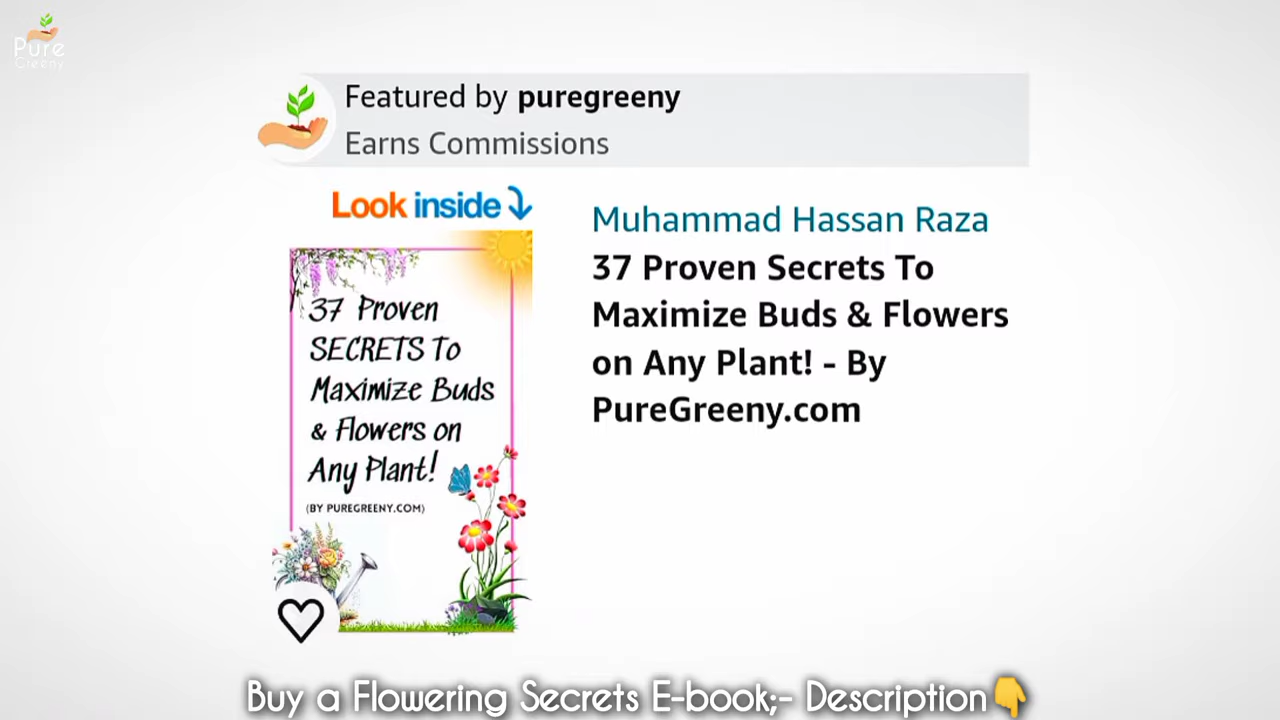 Pure
Greeny
Featured by puregreeny
Earns Commissions
Look inside
Muhammad Hassan Raza
37 Proven Secrets To
Maximize Buds & Flowers
on Any Plant! - By
PureGreeny.com
37 Proven
SECRETS To
Maximize Buds
& Flowers on
Any Plant!
(BY PUREGREENY.COM)
Buy a Flowering Secrets E-book;- Description👇